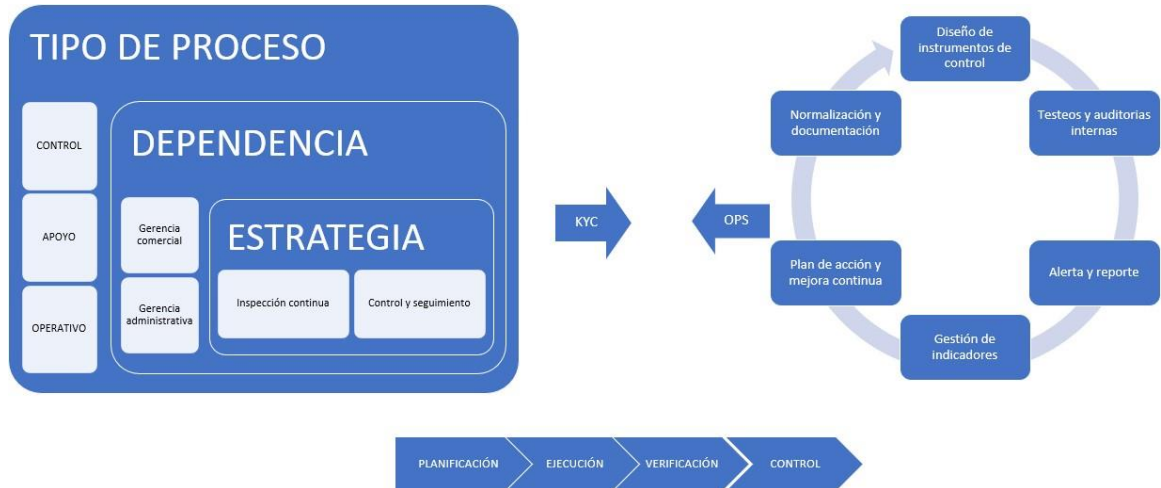 TIPO DE PROCESO
CONTROL
APOYO
OPERATIVO
DEPENDENCIA
Gerencia
comercial
Gerencia
administrativa
ESTRATEGIA
Inspección continua
Control y seguimiento
KYC
OPS
Diseño de
instrumentos de
control
Testeos y auditorias
internas
Alerta y reporte
Gestión de
indicadores
Plan de acción y
mejora continua
Normalización y
documentación
PLANIFICACIÓN
EJECUCIÓN
VERIFICACIÓN
CONTROL